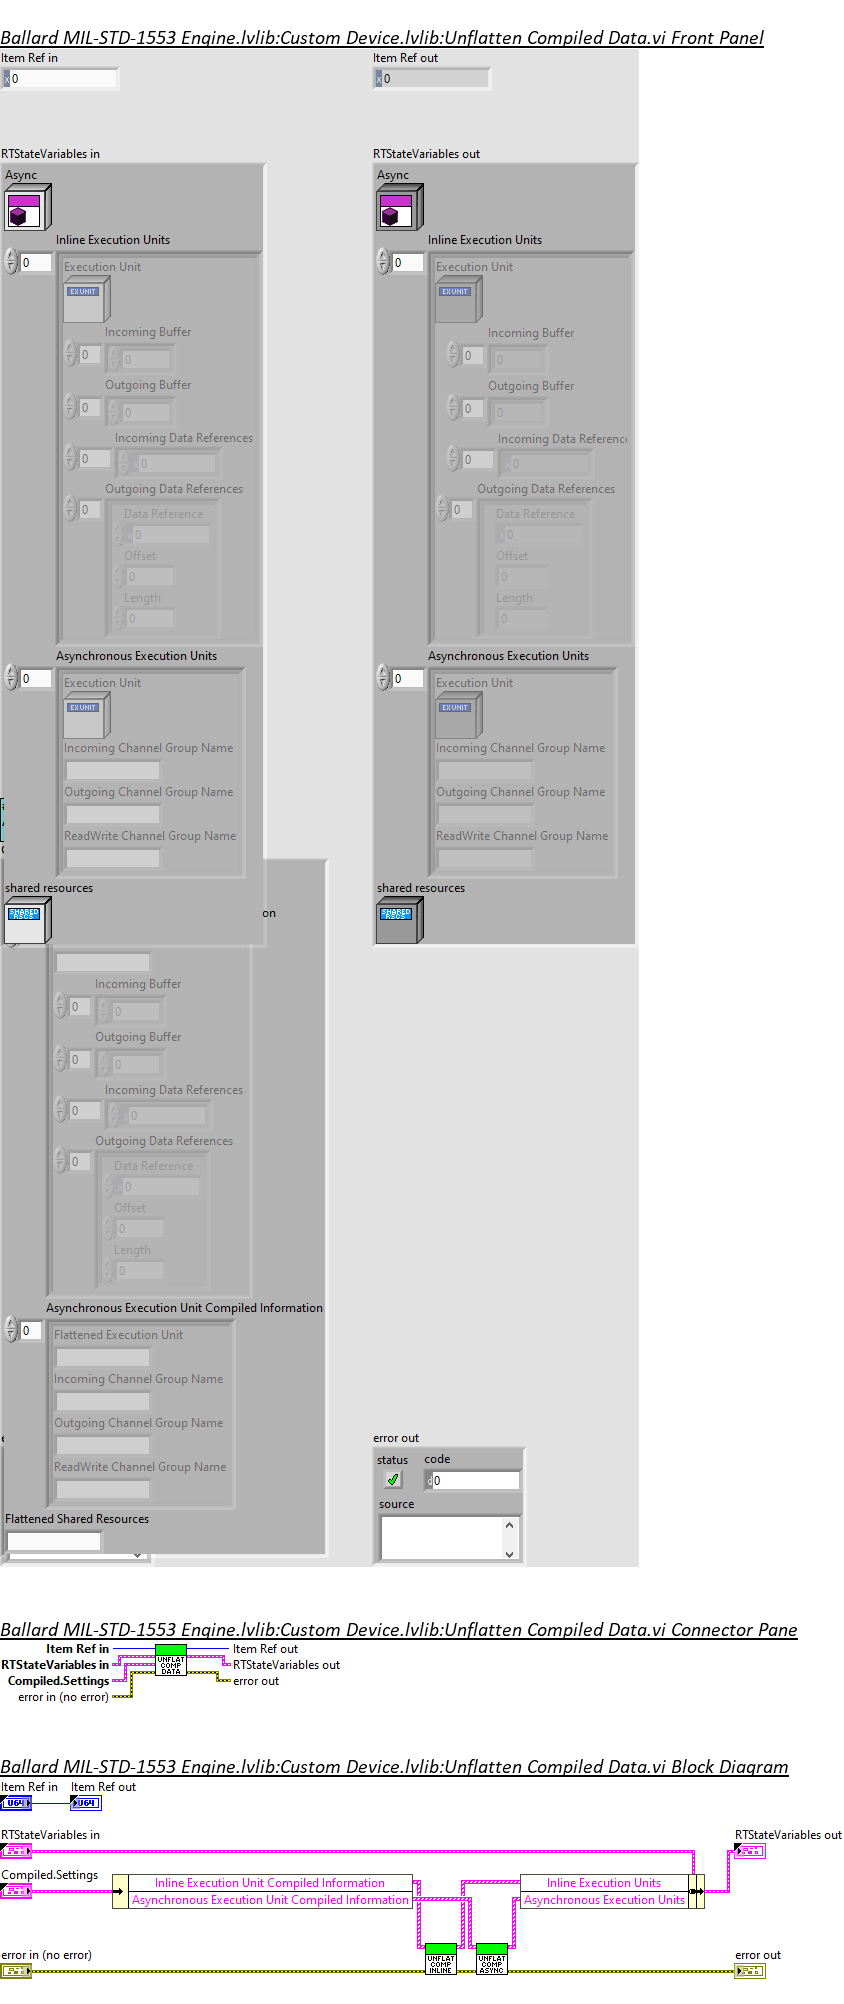 Ballard MIL-STD-1553 Engine.lvlib:Custom Device.lvlib:Unflatten Compiled Data.vi Front Panel
Item Ref in
x 0
Item Ref out
x 0
RTStateVariables in
RTStateVariables out
Async
Async
Inline Execution Units
Inline Execution Units
0
0
Execution Unit
Execution Unit
EX UNIT
EX UNIT
Incoming Buffer
Incoming Buffer
0
0
0
0
Outgoing Buffer
Outgoing Buffer
0
0
0
0
Incoming Data References
Incoming Data Referenc
0
x 0
0
x 0
Outgoing Data References
Outgoing Data References
0
0
Data Reference
Data Reference
x 0
x 0
Offset
Offset
0
0
Length
Length
0
0
Asynchronous Execution Units
Asynchronous Execution Units
0
0
Execution Unit
Execution Unit
EX UNIT
EX UNIT
Incoming Channel Group Name
Incoming Channel Group Name
Outgoing Channel Group Name
Outgoing Channel Group Name
ReadWrite Channel Group Name
ReadWrite Channel Group Name
shared resources
shared resources
SHARED RSCS
SHARED RSCS
on
Incoming Buffer
0
0
Outgoing Buffer
0
0
Incoming Data References
0
0
Outgoing Data References
0
Data Reference
x 0
Offset
0
Length
0
Asynchronous Execution Unit Compiled Information
0
Flattened Execution Unit
Incoming Channel Group Name
Outgoing Channel Group Name
ReadWrite Channel Group Name
Flattened Shared Resources
error out
status code
d 0
source
Ballard MIL-STD-1553 Engine.lvlib:Custom Device.lvlib:Unflatten Compiled Data.vi Connector Pane
Item Ref in
RTStateVariables in
Compiled.Settings
error in (no error)
UNFLAT
COMP
DATA
Item Ref out
RTStateVariables out
error out
Ballard MIL-STD-1553 Engine.lvlib:Custom Device.lvlib:Unflatten Compiled Data.vi Block Diagram
Item Ref in
Item Ref out
U64
U64
RTStateVariables in
RTStateVariables out
Compiled.Settings
Inline Execution Unit Compiled Information
Asynchronous Execution Unit Compiled Information
Inline Execution Units
Asynchronous Execution Units
error in (no error)
UNFLAT
COMP
INLINE
UNFLAT
COMP
ASYNC
error out